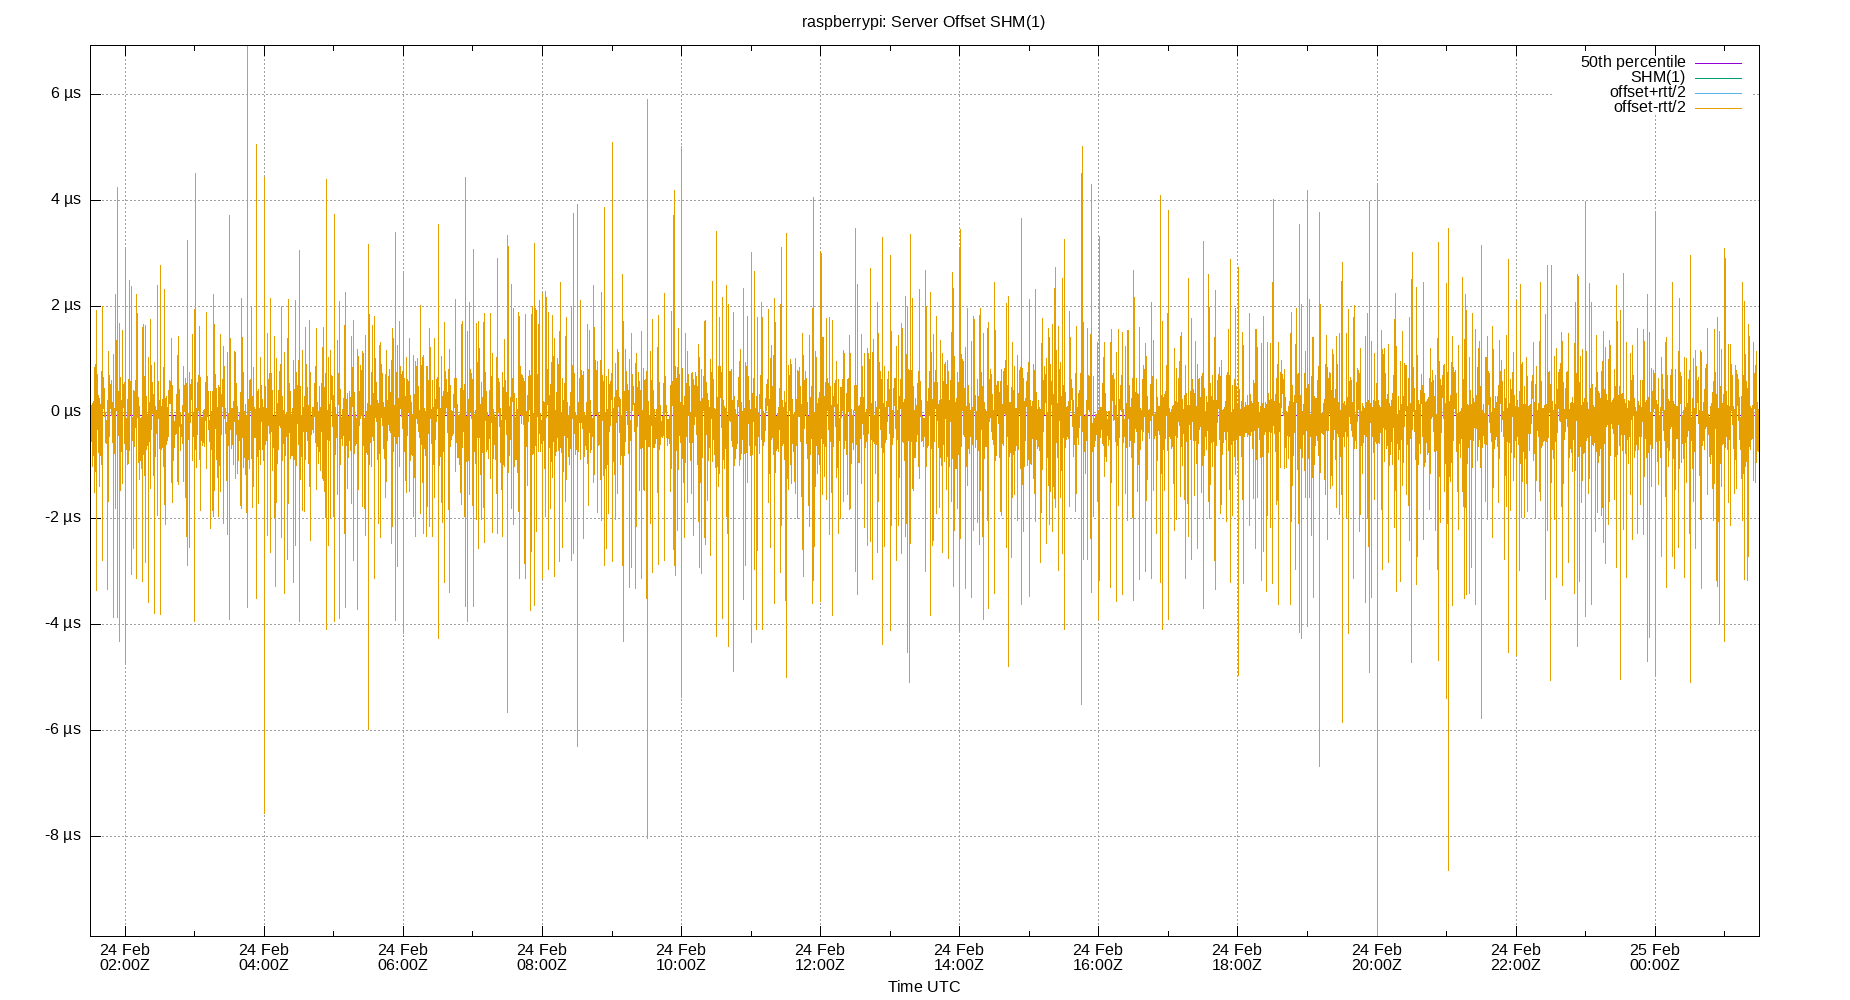 raspberrypi: Server Offset SHM(1)
50th percentile
SHM(1)
offset+rtt/2
offset-rtt/2
6 µs
4 µs
2 µs
0 µs
-2 µs
-4 µs
-6 µs
-8 µs
24 Feb 24 Feb 24 Feb 24 Feb 24 Feb 24 Feb 24 Feb 24 Feb 24 Feb 24 Feb 24 Feb 25 Feb
02:00Z 04:00Z 06:00Z 08:00Z 10:00Z 12:00Z 14:00Z 16:00Z 18:00Z 20:00Z 22:00Z 00:00Z
Time UTC